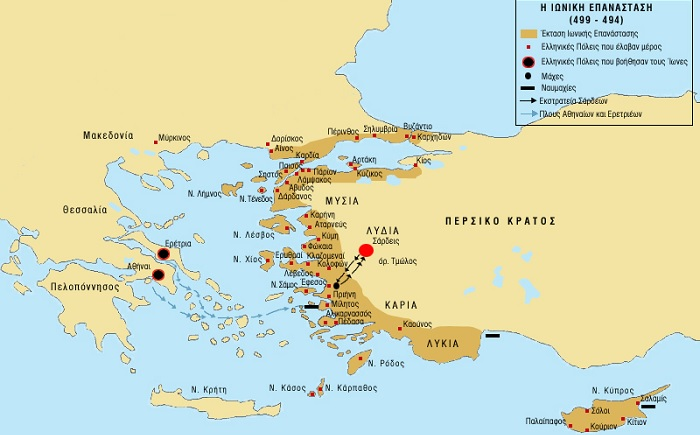 Η ΙΩΝΙΚΗ ΕΠΑΝΑΣΤΑΣΗ
(499 - 494)
Έκταση Ιωνικής Επανάστασης
Ελληνικές Πόλεις που έλαβαν μέρος
Ελληνικές Πόλεις που βοήθησαν τους Ίωνες
Μάχες
Ναυμαχίες
Εκστρατεία Σάρδεων
Πλους Αθηναίων και Ερετριέων
Μακεδονία
Μύρκινος
Δορίσκος
Αίνος
Πέρινθος
Σηλυμβρία
Βυζάντιο
Καρχηδών
Καρδία
Παισός
Πάριον
Αρτάκη
Κίος
Σηστός
Λάμψακος
Κύζικος
Άβυδος
Δάρδανος
Ν. Λήμνος
Ν. Τένεδος
ΜΥΣΙΑ
Θεσσαλία
Καρήνη
Αταρνεύς
Ν. Λέσβος
Κύμη
ΛΥΔΙΑ
Σάρδεις
ΠΕΡΣΙΚΟ ΚΡΑΤΟΣ
Ερέτρια
Φώκαια
Ερυθραί
Κλαζομεναί
Ν. Χίος
Κολοφών
όρ. Τμώλος
Αθήναι
Λέβεδος
Έφεσος
Ν. Σάμος
Πελοπόννησος
Πριήνη
Μίλητος
ΚΑΡΙΑ
Αλικαρνασσός
Πέδασα
Καούνος
ΛΥΚΙΑ
Ν. Ρόδος
Ν. Κρήτη
Ν. Κάσος
Ν. Κάρπαθος
Ν. Κύπρος
Σαλαμίς
Σόλοι
Κίτιον
Παλαίπαφος
Κούριον